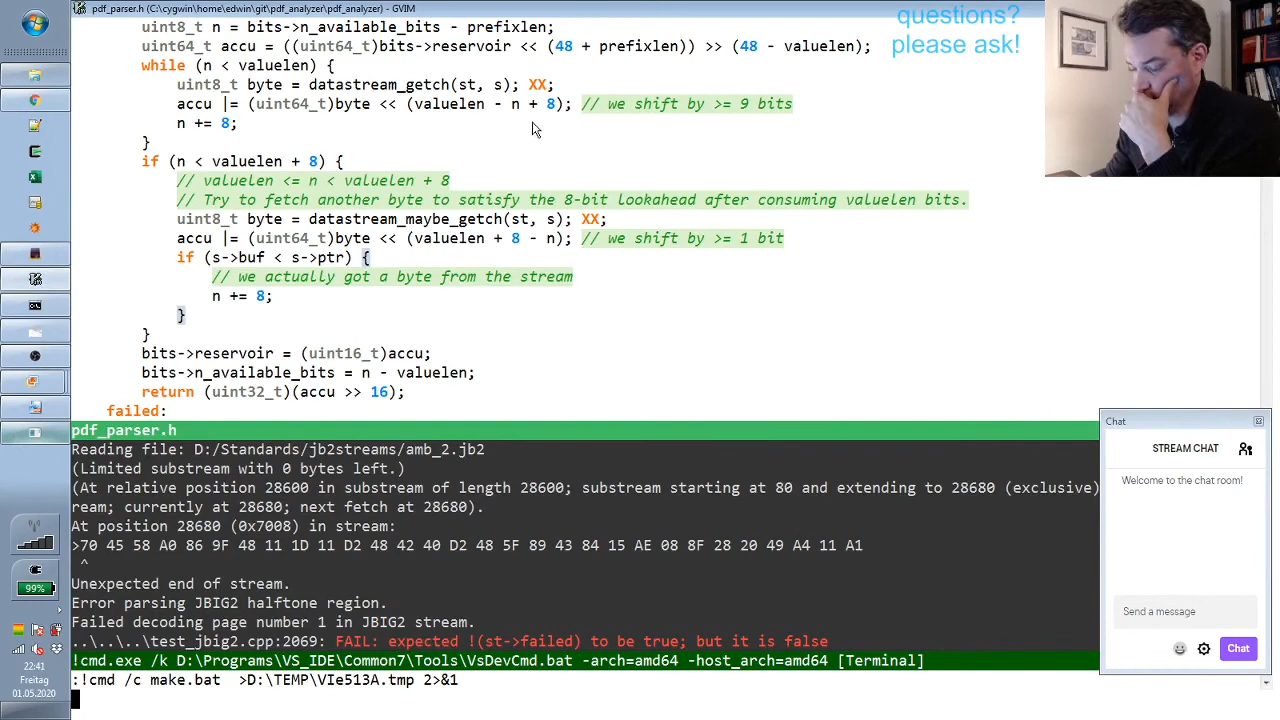 pdf_parser.h (C:\cygwin\home\edwin\git\pdf_analyzer\pdf_analyzer) - GVIM
questions?
please ask!
uint8_t n = bits->n_available_bits - prefixlen;
uint64_t accu = ((uint64_t)bits->reservoir << (48 + prefixlen)) >> (48 - valuelen);
while (n < valuelen) {
uint8_t byte = datastream_getch(st, s); XX;
accu |= (uint64_t)byte << (valuelen - n + 8); // we shift by >= 9 bits
n += 8;
}
if (n < valuelen + 8) {
// valuelen <= n < valuelen + 8
// Try to fetch another byte to satisfy the 8-bit lookahead after consuming valuelen bits.
uint8_t byte = datastream_maybe_getch(st, s); XX;
accu |= (uint64_t)byte << (valuelen + 8 - n); // we shift by >= 1 bit
if (s->buf < s->ptr) {
// we actually got a byte from the stream
n += 8;
}
}
bits->reservoir = (uint16_t)accu;
bits->n_available_bits = n - valuelen;
return (uint32_t)(accu >> 16);
failed:
pdf_parser.h
Reading file: D:/Standards/jb2streams/amb_2.jb2
(Limited substream with 0 bytes left.)
(At relative position 28600 in substream of length 28600; substream starting at 80 and extending to 28680 (exclusive)
ream; currently at 28680; next fetch at 28680).
At position 28680 (0x7008) in stream:
>70 45 58 A0 86 9F 48 11 1D 11 D2 48 42 40 D2 48 5F 89 43 84 15 AE 08 8F 28 20 49 A4 11 A1
^
Unexpected end of stream.
Error parsing JBIG2 halftone region.
Failed decoding page number 1 in JBIG2 stream.
..\..\..\test_jbig2.cpp:2069: FAIL: expected !(st->failed) to be true; but it is false
!cmd.exe /k D:\Programs\VS_IDE\Common7\Tools\VsDevCmd.bat -arch=amd64 -host_arch=amd64 [Terminal]
:!cmd /c make.bat  >D:\TEMP\VIe513A.tmp 2>&1
Chat
STREAM CHAT
Welcome to the chat room!
Send a message
Chat
99%
22:41
Freitag
01.05.2020